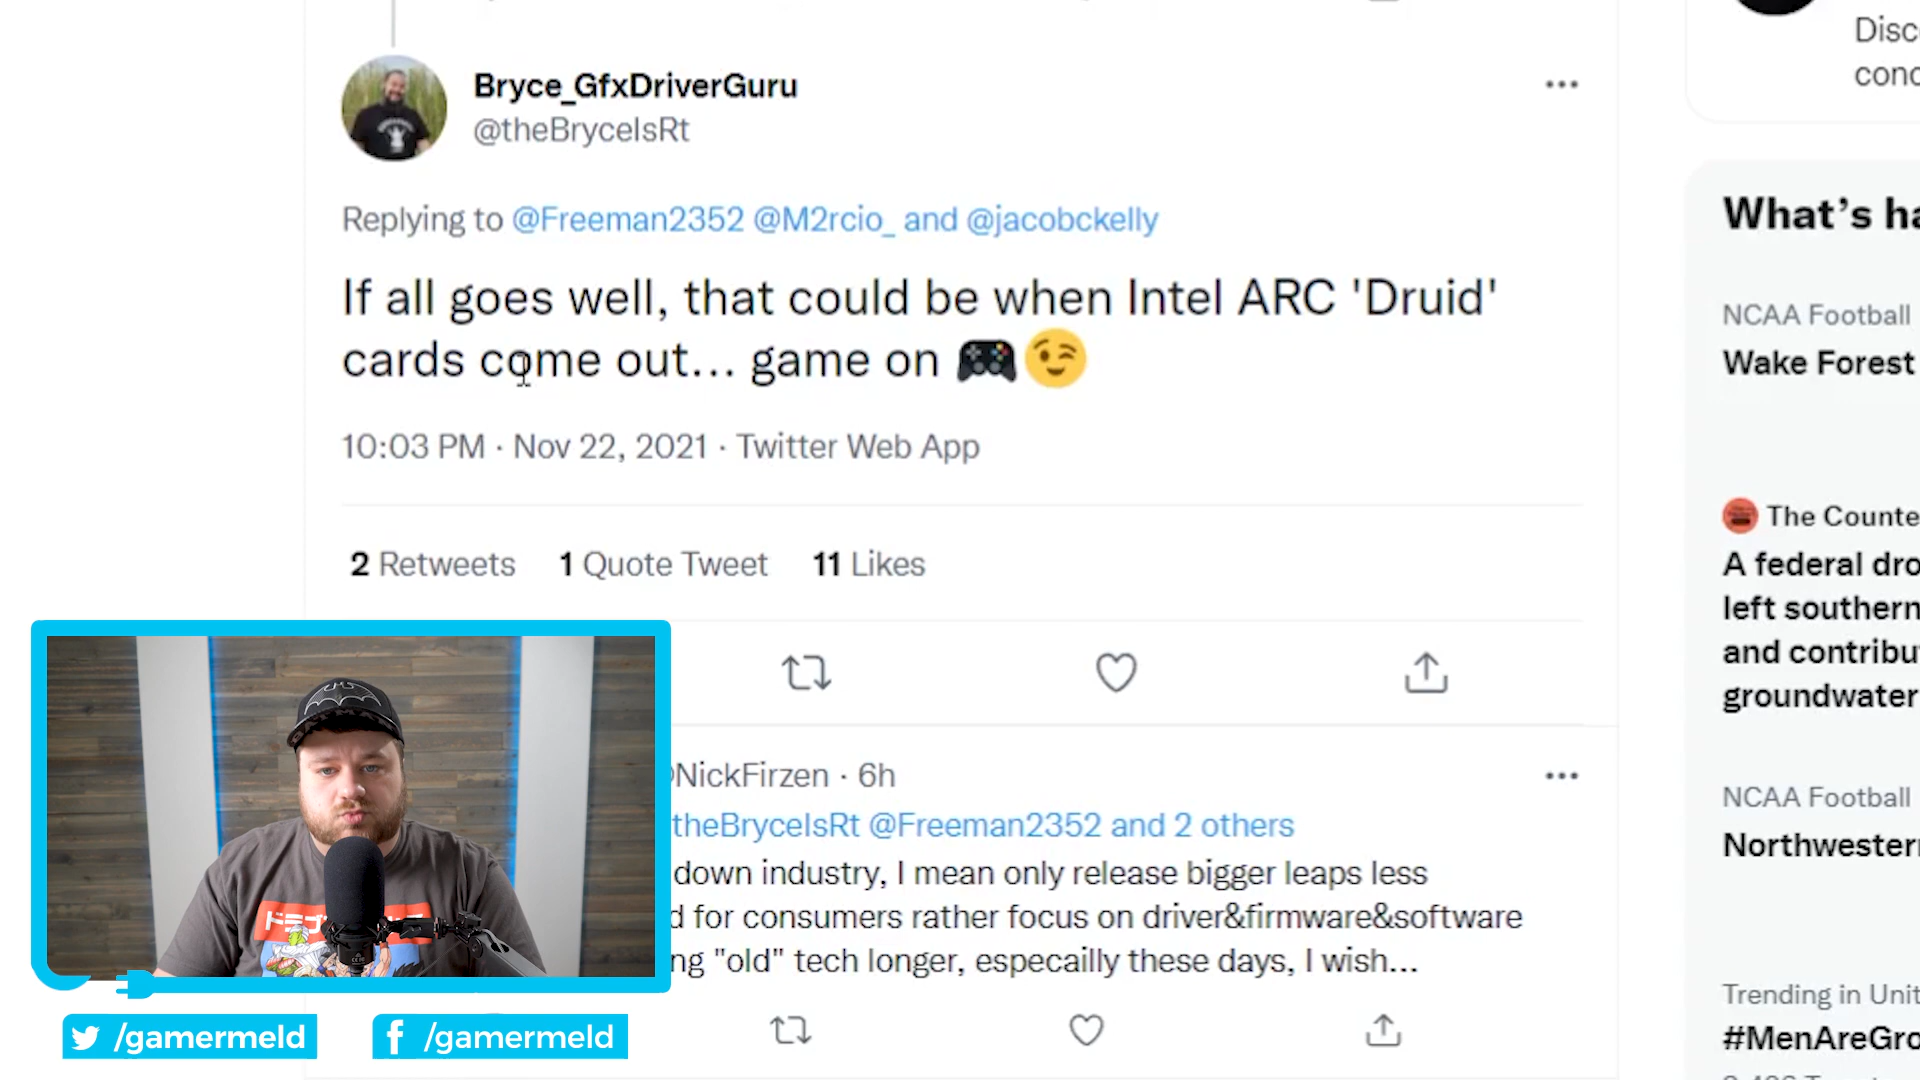 Bryce_GfxDriverGuru
@theBryceIsRt
Replying to @Freeman2352 @M2rcio_ and @jacobckelly
If all goes well, that could be when Intel ARC 'Druid'
cards come out... game on
10:03 PM · Nov 22, 2021 · Twitter Web App
2 Retweets 1 Quote Tweet 11 Likes
@NickFirzen · 6h
theBryceIsRt @Freeman2352 and 2 others
down industry, I mean only release bigger leaps less
d for consumers rather focus on driver&firmware&software
ng "old" tech longer, especailly these days, I wish...
/gamermeld
/gamermeld
Disc
conc
What's ha
NCAA Football
Wake Forest
The Counte
A federal dro
left southern
and contribu
groundwater
NCAA Football
Northwestern
Trending in Unit
#MenAreGro